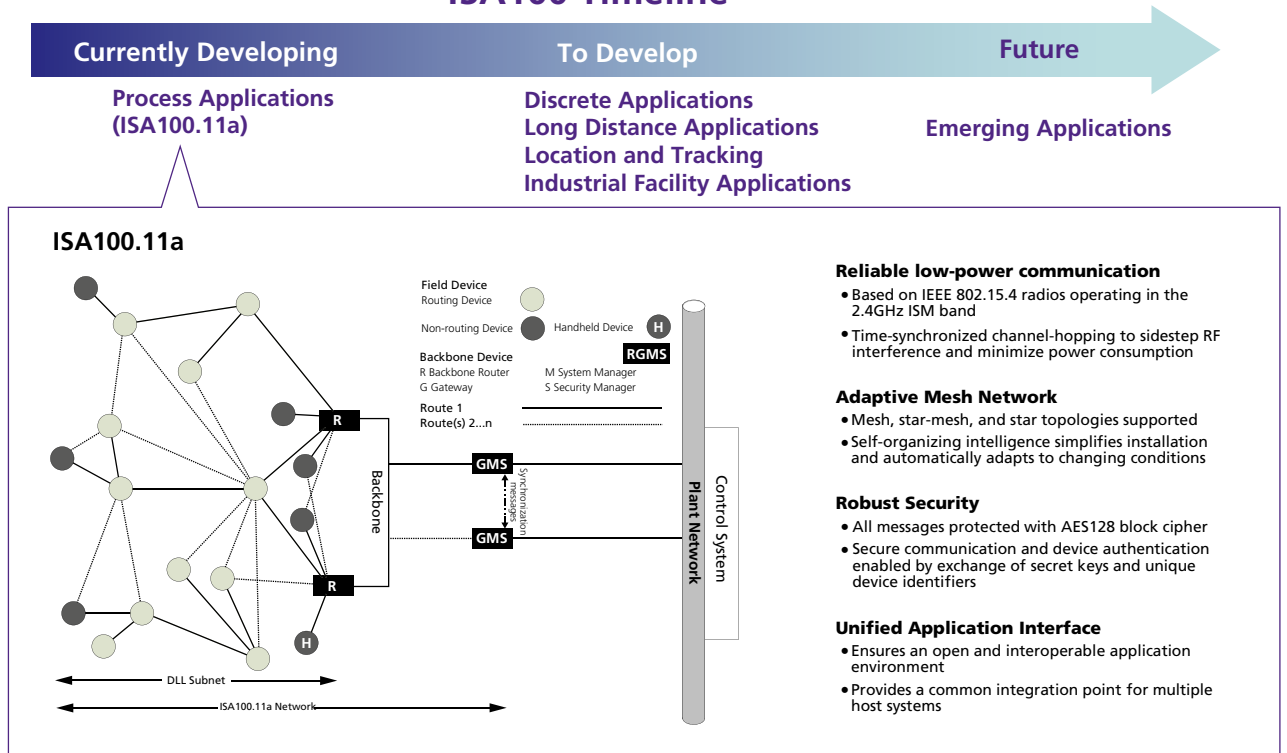 ISA100 Timeline
Currently Developing
To Develop
Future
Process Applications
(ISA100.11a)
Discrete Applications
Long Distance Applications
Location and Tracking
Industrial Facility Applications
Emerging Applications
ISA100.11a
Field Device
Routing Device
Non-routing Device
Handheld Device
H
Backbone Device
RGMS
R Backbone Router
M System Manager
G Gateway
S Security Manager
Route 1
Route(s) 2...n
R
R
H
Backbone
GMS
GMS
Synchronization
messages
Plant Network
Control System
DLL Subnet
ISA100.11a Network
Reliable low-power communication
• Based on IEEE 802.15.4 radios operating in the
2.4GHz ISM band
• Time-synchronized channel-hopping to sidestep RF
interference and minimize power consumption
Adaptive Mesh Network
• Mesh, star-mesh, and star topologies supported
• Self-organizing intelligence simplifies installation
and automatically adapts to changing conditions
Robust Security
• All messages protected with AES128 block cipher
• Secure communication and device authentication
enabled by exchange of secret keys and unique
device identifiers
Unified Application Interface
• Ensures an open and interoperable application
environment
• Provides a common integration point for multiple
host systems